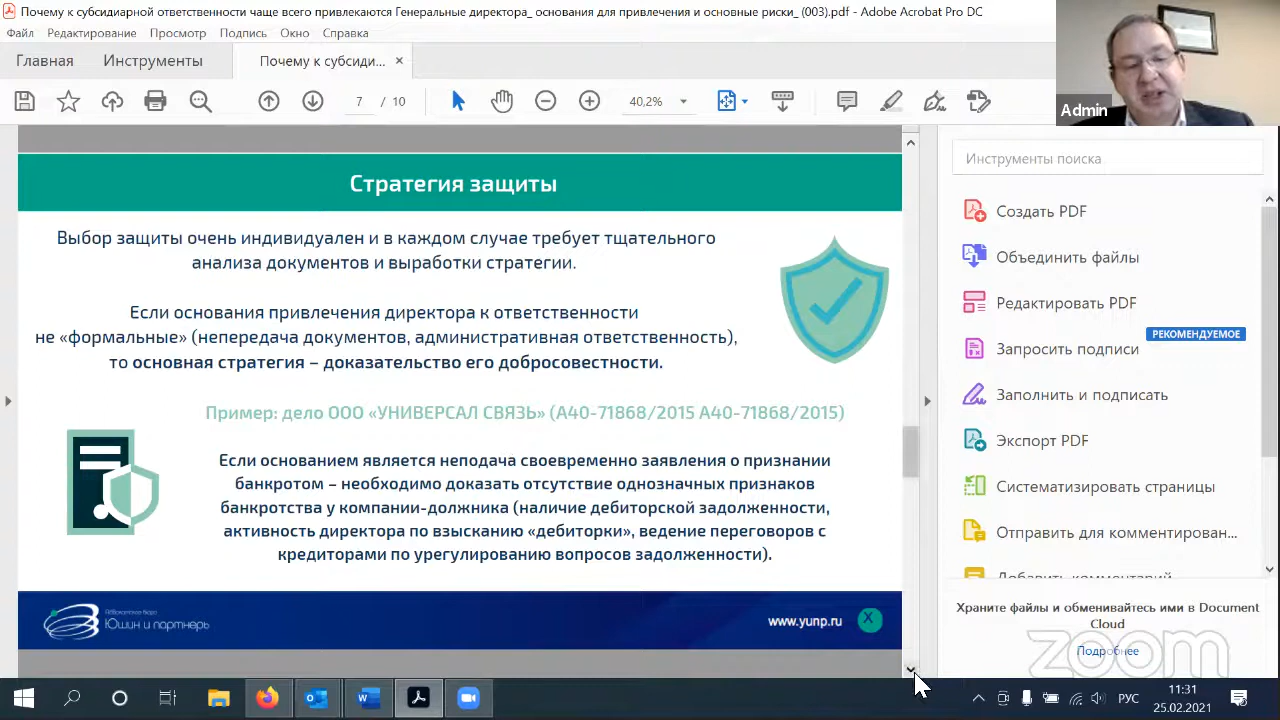 Почему к субсидиарной ответственности чаще всего привлекаются Генеральные директора_ основания для привлечения и основные риски_ (003).pdf - Adobe Acrobat Pro DC
Файл Редактирование Просмотр Подпись Окно Справка
Главная Инструменты Почему к субсиди... ×
7 / 10 40,2%
Admin
Стратегия защиты
Выбор защиты очень индивидуален и в каждом случае требует тщательного
анализа документов и выработки стратегии.
Если основания привлечения директора к ответственности
не «формальные» (непередача документов, административная ответственность),
то основная стратегия – доказательство его добросовестности.
Пример: дело ООО «УНИВЕРСАЛ СВЯЗЬ» (А40-71868/2015 А40-71868/2015)
Если основанием является неподача своевременно заявления о признании
банкротом – необходимо доказать отсутствие однозначных признаков
банкротства у компании-должника (наличие дебиторской задолженности,
активность директора по взысканию «дебиторки», ведение переговоров с
кредиторами по урегулированию вопросов задолженности).
Адвокатское бюро
Юшин и партнеры
www.yunp.ru
X
Инструменты поиска
Создать PDF
Объединить файлы
Редактировать PDF
РЕКОМЕНДУЕМОЕ
Запросить подписи
Заполнить и подписать
Экспорт PDF
Систематизировать страницы
Отправить для комментирован...
Добавить комментарий
Храните файлы и обменивайтесь ими в Document
Cloud
Подробнее
zoom
РУС
11:31
25.02.2021